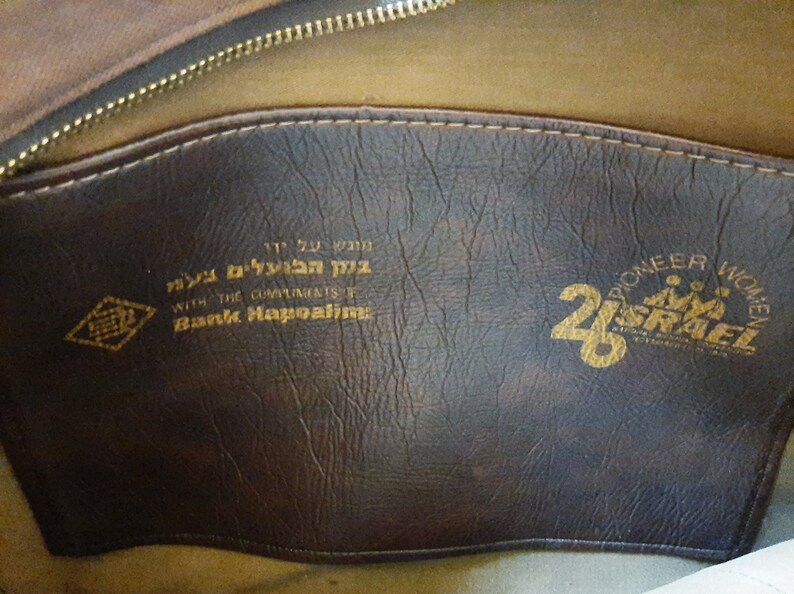 מוגש על ידי
בנק הפועלים בע״מ
WITH THE COMPLIMENTS OF
Bank Hapoalim
PIONEER WOMEN
26
ISRAEL